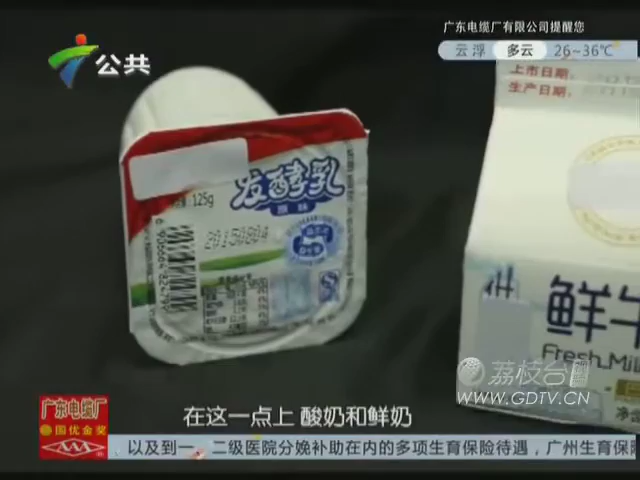 广东电缆厂有限公司提醒您
云浮 多云 26~36℃
公共
上市日期:
生产日期:
发酵乳
原味
125g
20150804
鲜牛
Fresh Mil
荔枝台
WWW.GDTV.CN
在这一点上 酸奶和鲜奶
广东电缆厂
国优金奖
AAA
以及到一、二级医院分娩补助在内的多项生育保险待遇，广州生育保险